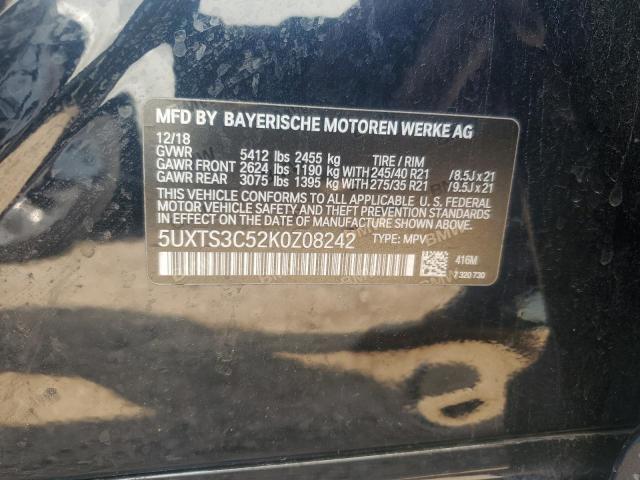 MFD BY BAYERISCHE MOTOREN WERKE AG
12/18
GVWR 5412 lbs 2455 kg TIRE / RIM
GAWR FRONT 2624 lbs 1190 kg WITH 245/40 R21 /8.5J x 21
GAWR REAR 3075 lbs 1395 kg WITH 275/35 R21 /9.5J x 21
THIS VEHICLE CONFORMS TO ALL APPLICABLE U. S. FEDERAL
MOTOR VEHICLE SAFETY AND THEFT PREVENTION STANDARDS
IN EFFECT ON THE DATE OF MANUFACTURE SHOWN ABOVE.
5UXTS3C52K0Z08242 TYPE: MPV
416M
7 320 730